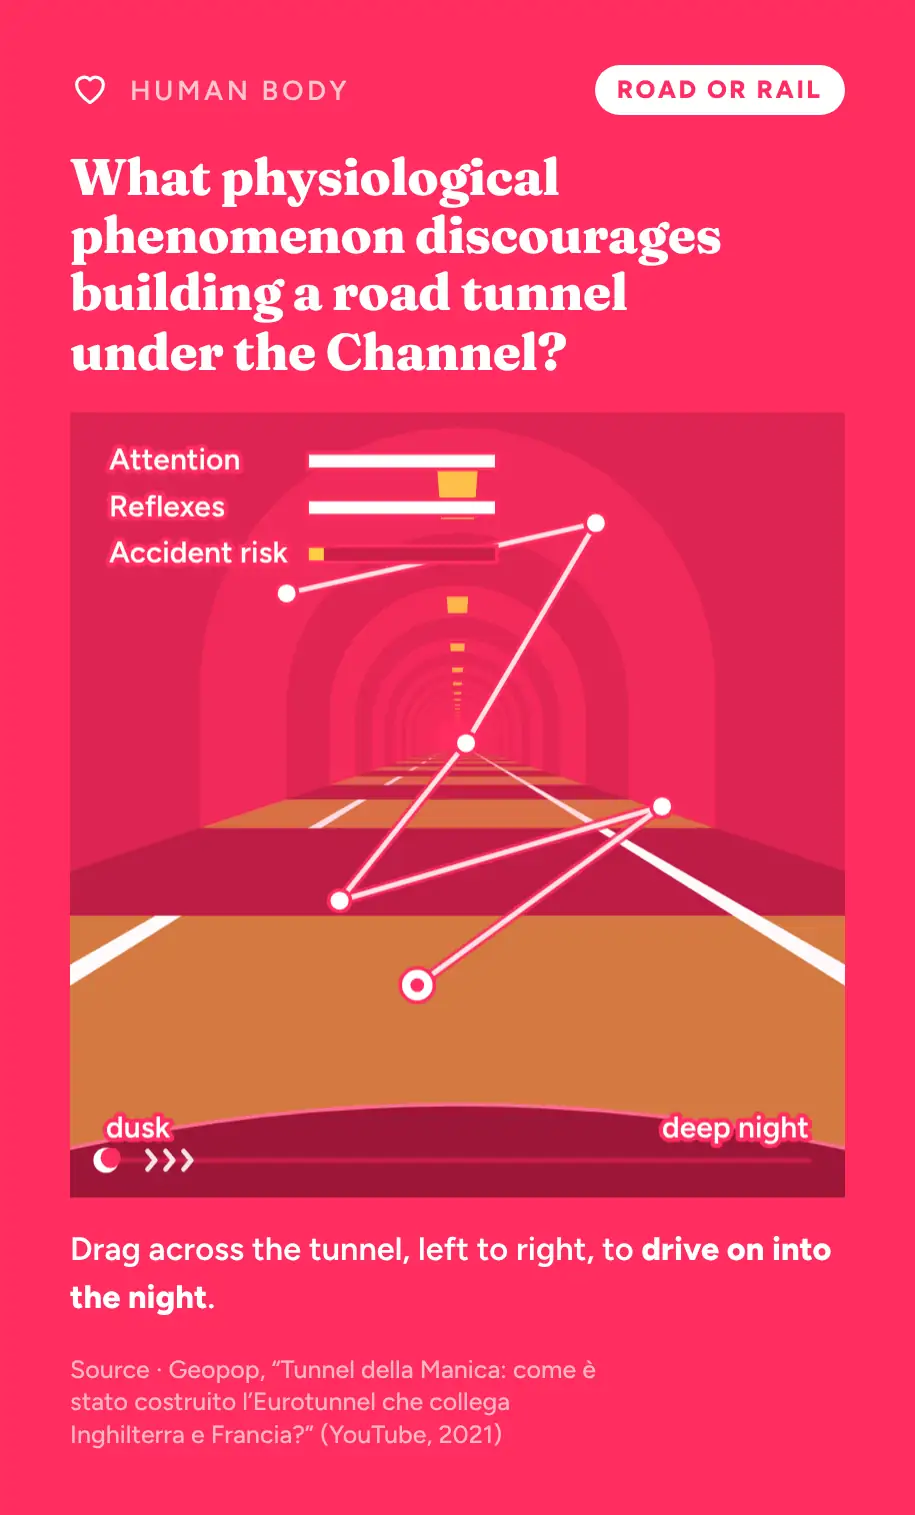 HUMAN BODY
ROAD OR RAIL
What physiological
phenomenon discourages
building a road tunnel
under the Channel?
Attention
Reflexes
Accident risk
dusk
deep night
Drag across the tunnel, left to right, to drive on into
the night.
Source · Geopop, “Tunnel della Manica: come è
stato costruito l’Eurotunnel che collega
Inghilterra e Francia?” (YouTube, 2021)